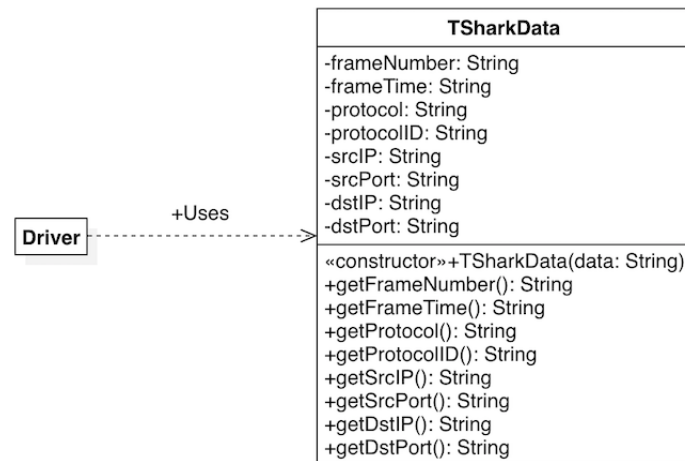 TSharkData
-frameNumber: String
-frameTime: String
-protocol: String
-protocolID: String
-srcIP: String
-srcPort: String
-dstIP: String
-dstPort: String
+Uses
Driver
«constructor»+TSharkData(data: String)
+getFrameNumber(): String
+getFrameTime(): String
+getProtocol(): String
+getProtocolID(): String
+getSrcIP(): String
+getSrcPort(): String
+getDstIP(): String
+getDstPort(): String